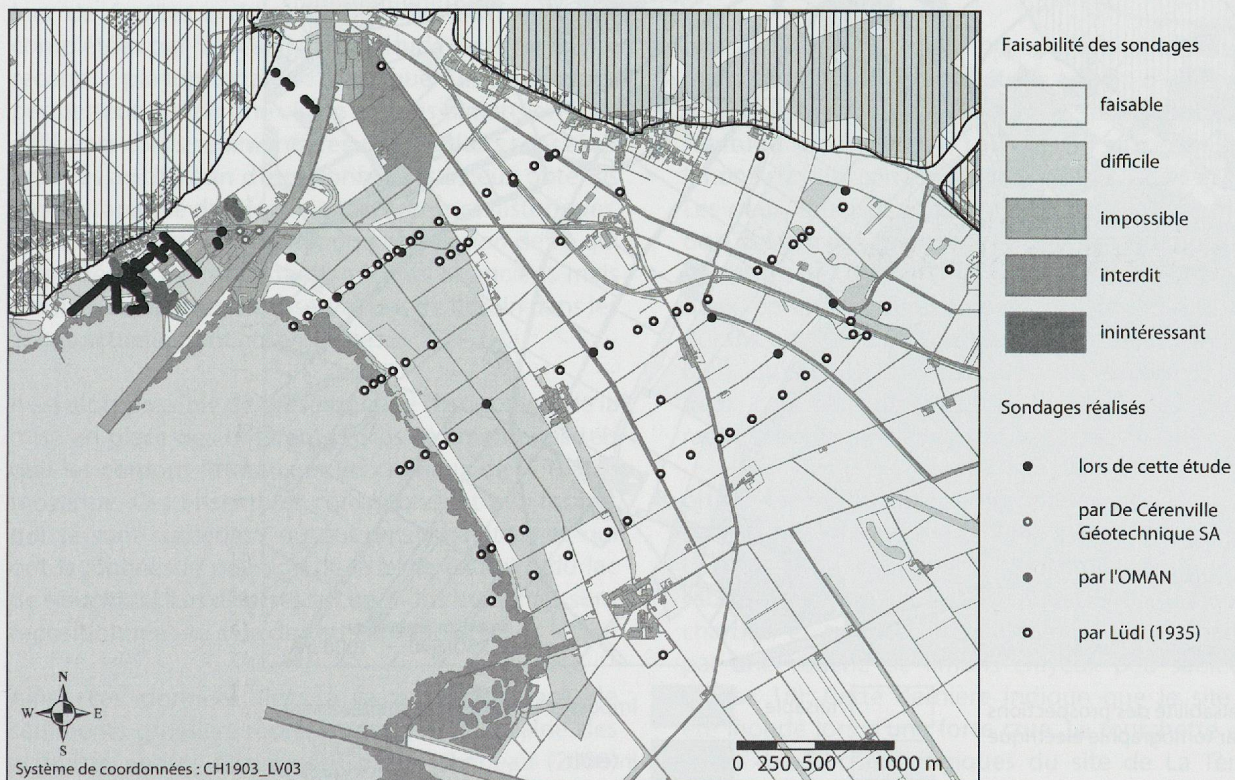 Faisabilité des sondages
faisable
difficile
impossible
interdit
inintéressant
Sondages réalisés
lors de cette étude
par De Cérenville
Géotechnique SA
par l'OMAN
par Lüdi (1935)
N
W E
S
0 250 500 1000 m
Système de coordonnées : CH1903_LV03